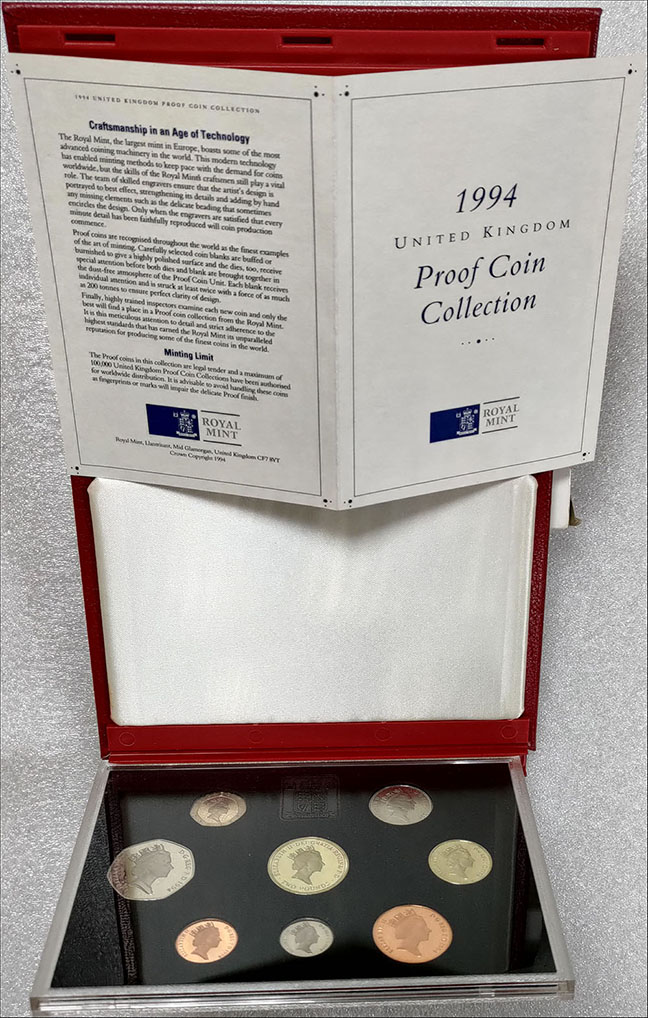 1994 UNITED KINGDOM PROOF COIN COLLECTION
Craftsmanship in an Age of Technology
The Royal Mint, the largest mint in Europe, boasts some of the most
advanced coining machinery in the world. This modern technology
has enabled minting methods to keep pace with the demand for coins
worldwide, but the skills of the Royal Mint's craftsmen still play a vital
role. The team of skilled engravers ensure that the artist's design is
portrayed to best effect, strengthening its details and adding by hand
any missing elements such as the delicate beading that sometimes
encircles the design. Only when the engravers are satisfied that every
minute detail has been faithfully reproduced will coin production
commence.
Proof coins are recognised throughout the world as the finest examples
of the art of minting. Carefully selected coin blanks are buffed or
burnished to give a highly polished surface and the dies, too, receive
special attention before both dies and blank are brought together in
the dust-free atmosphere of the Proof Coin Unit. Each blank receives
individual attention and is struck at least twice with a force of as much
as 200 tonnes to ensure perfect clarity of design.
Finally, highly trained inspectors examine each new coin and only the
best will find a place in a Proof coin collection from the Royal Mint.
It is this meticulous attention to detail and strict adherence to the
highest standards that has earned the Royal Mint its unparalleled
reputation for producing some of the finest coins in the world.
Minting Limit
The Proof coins in this collection are legal tender and a maximum of
100,000 United Kingdom Proof Coin Collections have been authorised
for worldwide distribution. It is advisable to avoid handling these coins
as fingerprints or marks will impair the delicate Proof finish.
ROYAL
MINT
Royal Mint, Llantrisant, Mid Glamorgan, United Kingdom CF7 8YT
Crown Copyright 1994
1994
UNITED KINGDOM
Proof Coin
Collection
ROYAL
MINT
ELIZABETH II DEI GRATIA REGINA F.D.
TWO POUNDS
D·G·REG·F·D·1994